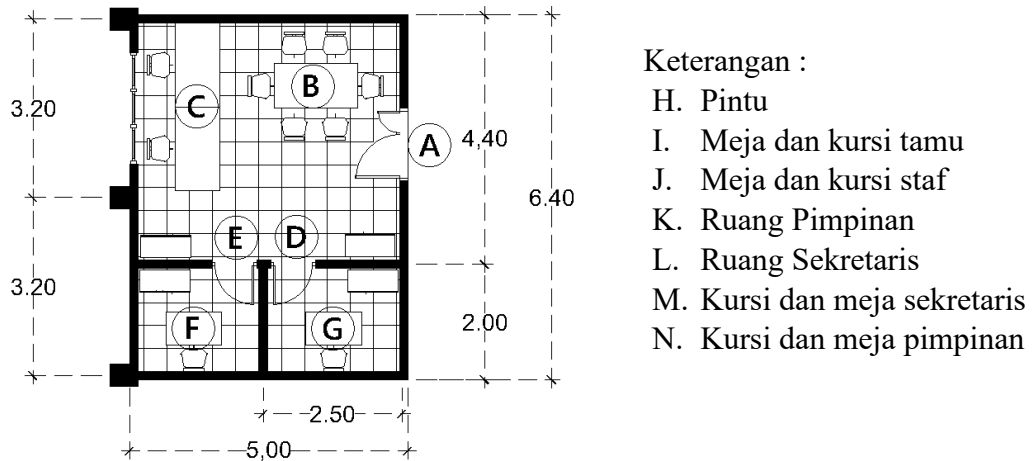 3.20
3.20
C
B
A
E
D
F
G
4,40
2.00
6.40
2.50
5,00
Keterangan :
H. Pintu
I. Meja dan kursi tamu
J. Meja dan kursi staf
K. Ruang Pimpinan
L. Ruang Sekretaris
M. Kursi dan meja sekretaris
N. Kursi dan meja pimpinan